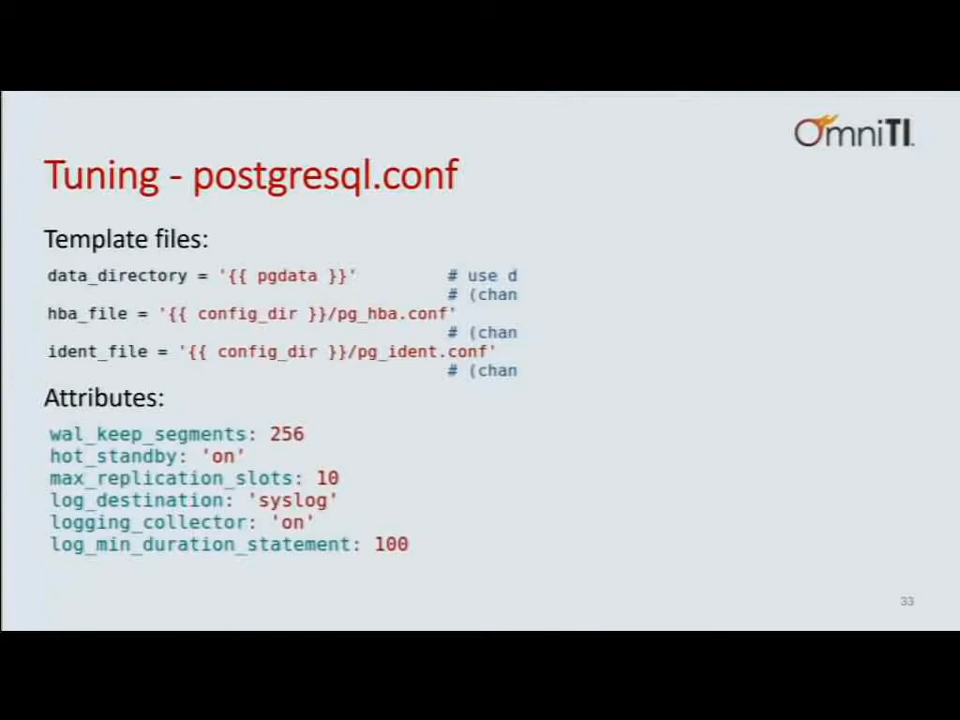 OmniTI.
Tuning - postgresql.conf
Template files:
data_directory = '{{ pgdata }}' # use d
# (chan
hba_file = '{{ config_dir }}/pg_hba.conf'
# (chan
ident_file = '{{ config_dir }}/pg_ident.conf'
# (chan
Attributes:
wal_keep_segments: 256
hot_standby: 'on'
max_replication_slots: 10
log_destination: 'syslog'
logging_collector: 'on'
log_min_duration_statement: 100
33